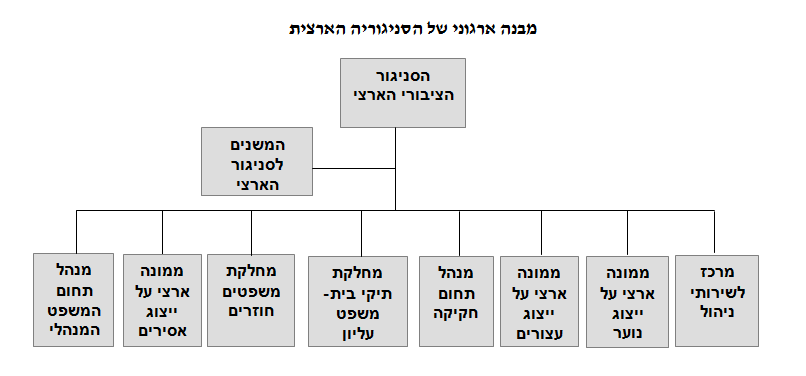 מבנה ארגוני של הסניגוריה הארצית
הסניגור
הציבורי הארצי
המשנים
לסניגור
הארצי
מרכז
לשירותי
ניהול
ממונה
ארצי על
ייצוג
נוער
ממונה
ארצי על
ייצוג
עצורים
מנהל
תחום
חקיקה
מחלקת
תיקי בית-
משפט
עליון
מחלקת
משפטים
חוזרים
ממונה
ארצי על
ייצוג
אסירים
מנהל
תחום
המשפט
המנהלי